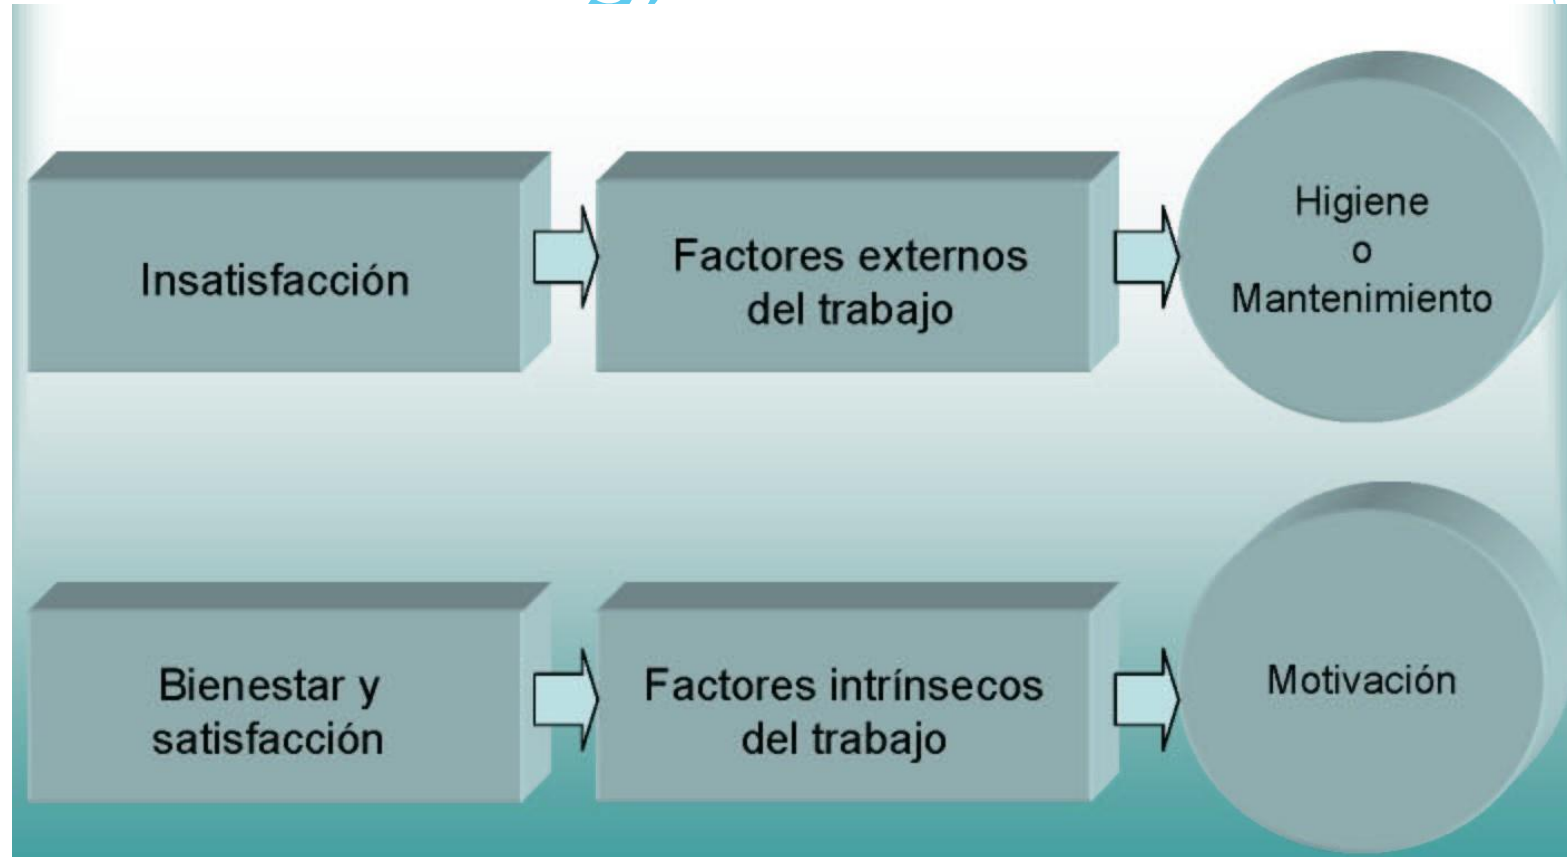 Insatisfacción
Factores externos
del trabajo
Higiene
o
Mantenimiento
Bienestar y
satisfacción
Factores intrínsecos
del trabajo
Motivación